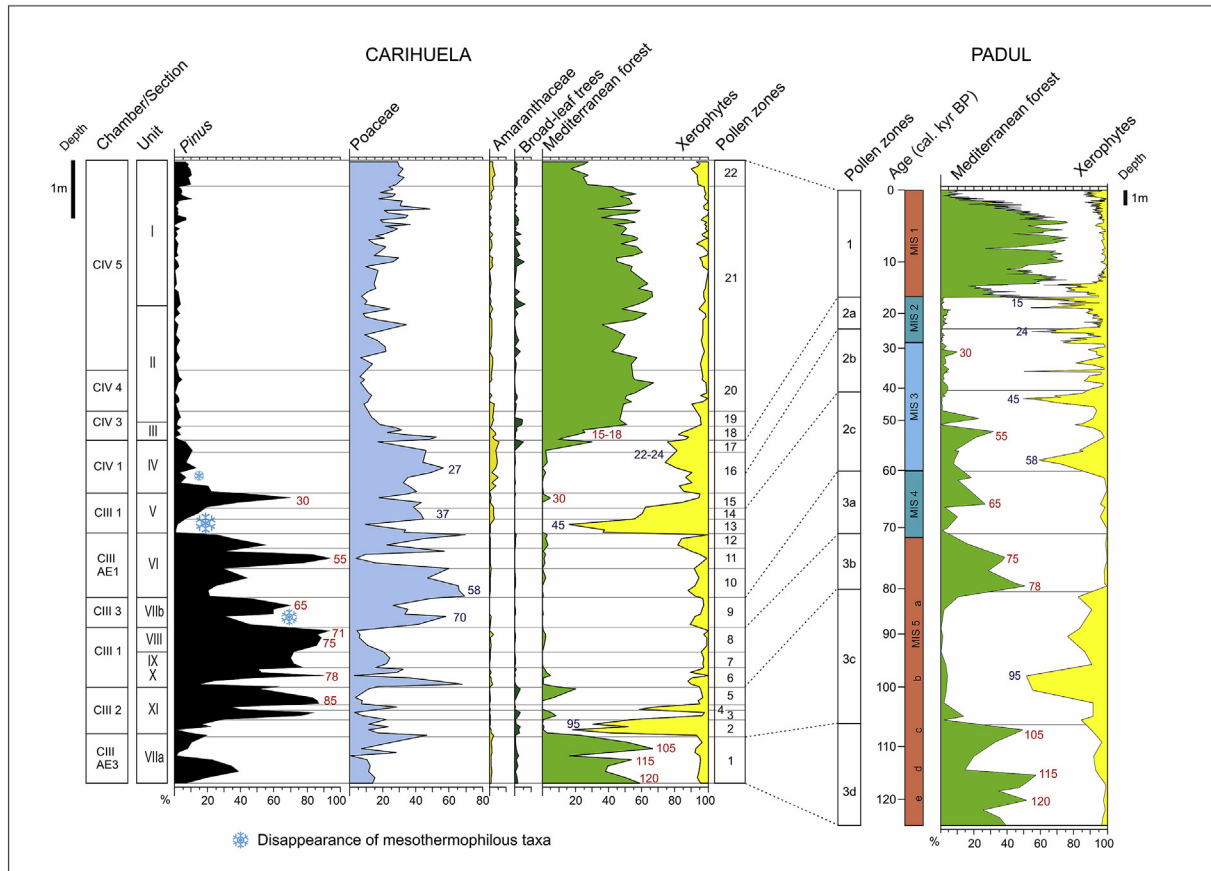 CARIHUELA
PADUL
Depth
Chamber/Section
Unit
Pinus
Poaceae
Amaranthaceae
Broad-leaf trees
Mediterranean forest
Xerophytes
Pollen zones
Pollen zones
Age (cal. kyr BP)
Mediterranean forest
Xerophytes
Depth
1m
1m
CIV 5
CIV 4
CIV 3
CIV 1
CIII 1
CIII
AE1
CIII 3
CIII 1
CIII 2
CIII
AE3
I
II
III
IV
V
VI
VIIb
VIII
IX
X
XI
VIIa
30
55
65
71
75
78
85
27
37
58
70
15-18
22-24
30
45
95
105
115
120
22
21
20
19
18
17
16
15
14
13
12
11
10
9
8
7
6
5
4
3
2
1
1
2a
2b
2c
3a
3b
3c
3d
0
10
20
30
40
50
60
70
80
90
100
110
120
MIS 1
MIS 2
MIS 3
MIS 4
MIS 5
a
b
c
d
e
15
24
30
45
55
58
65
75
78
95
105
115
120
% 20 40 60 80 100 20 40 60 80 20 20 20 40 60 80 100
% 0 20 40 60 80 100
Disappearance of mesothermophilous taxa